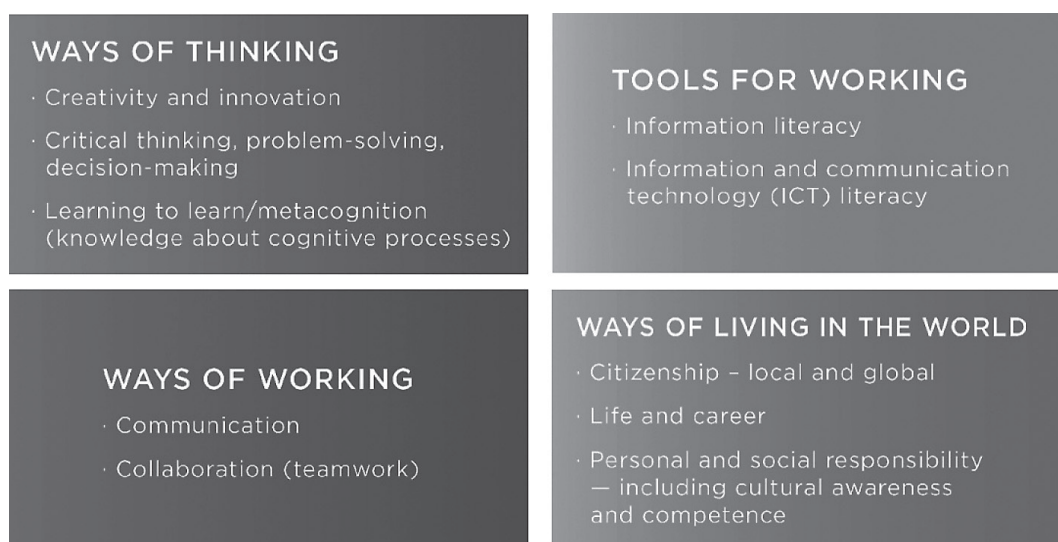 WAYS OF THINKING
· Creativity and innovation
· Critical thinking, problem-solving,
decision-making
· Learning to learn/metacognition
(knowledge about cognitive processes)
TOOLS FOR WORKING
· Information literacy
· Information and communication
technology (ICT) literacy
WAYS OF WORKING
· Communication
· Collaboration (teamwork)
WAYS OF LIVING IN THE WORLD
· Citizenship – local and global
· Life and career
· Personal and social responsibility
— including cultural awareness
and competence